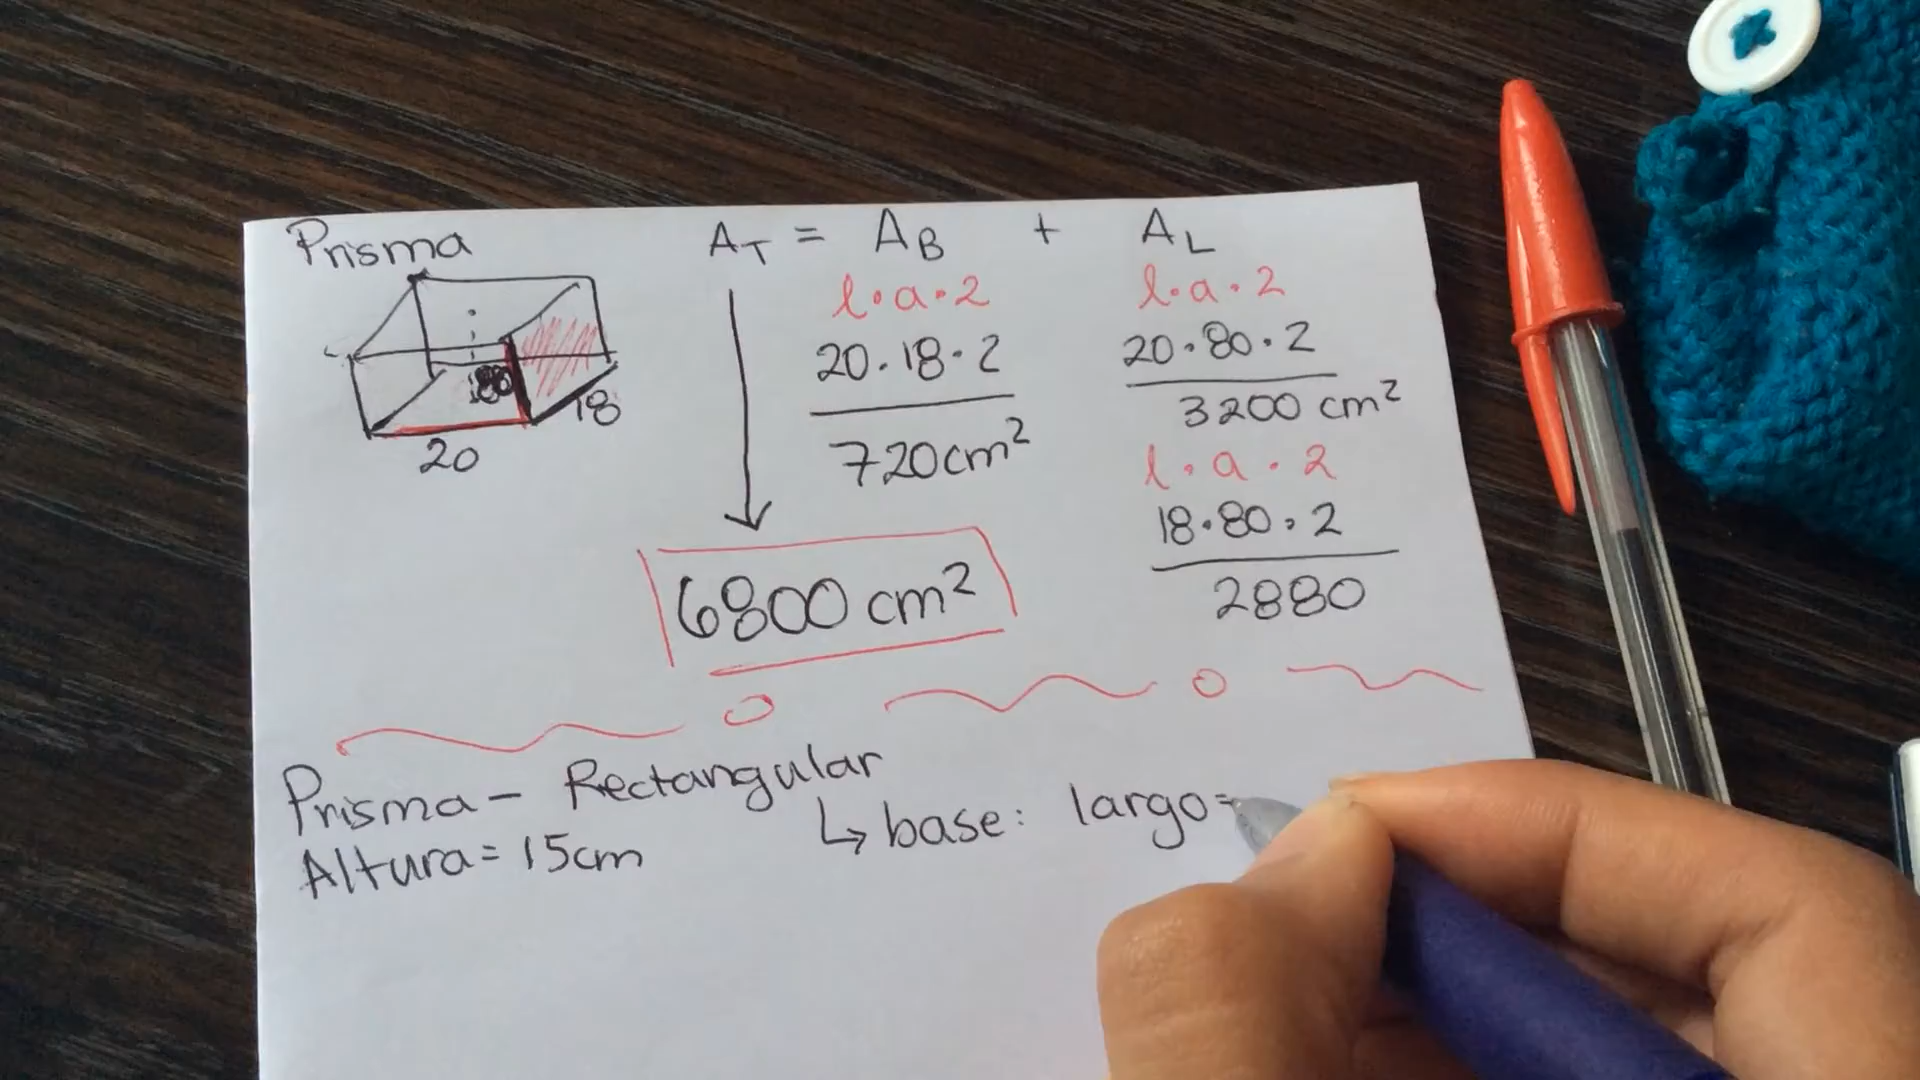 Prisma
A_T = A_B + A_L
l·a·2
l·a·2
20·18·2
20·80·2
720cm²
3200 cm²
l·a·2
18·80·2
2880
80
18
20
6800 cm²
Prisma – Rectangular
Altura = 15cm
↳ base: largo=